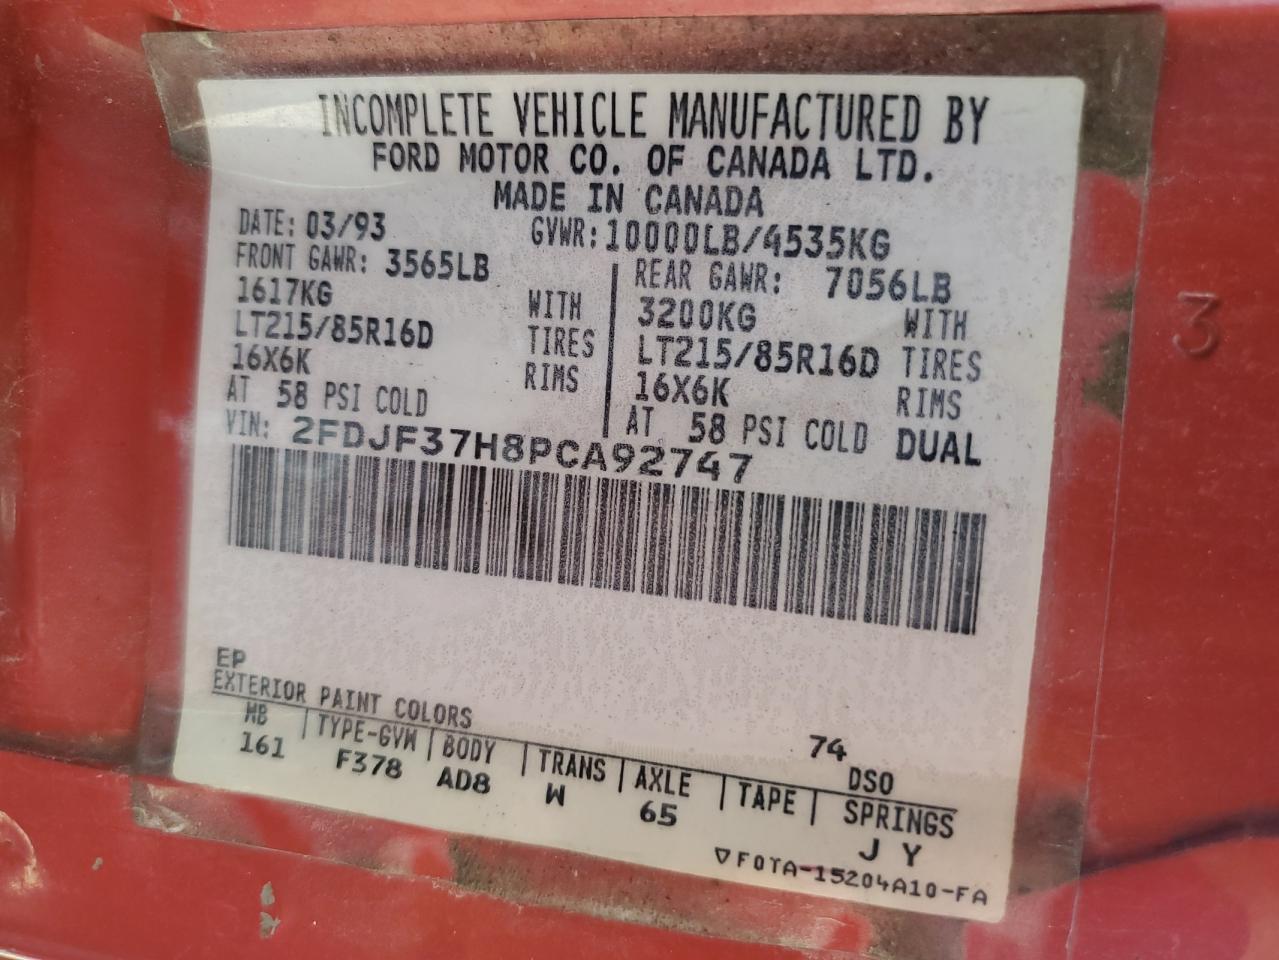 INCOMPLETE VEHICLE MANUFACTURED BY
FORD MOTOR CO. OF CANADA LTD.
MADE IN CANADA
DATE: 03/93 GVWR: 10000LB/4535KG
FRONT GAWR: 3565LB
1617KG WITH
LT215/85R16D TIRES
16X6K RIMS
AT 58 PSI COLD
REAR GAWR: 7056LB
3200KG WITH
LT215/85R16D TIRES
16X6K RIMS
AT 58 PSI COLD DUAL
VIN: 2FDJF37H8PCA92747
EP 74
EXTERIOR PAINT COLORS DSO
WB | TYPE-GVW | BODY | TRANS | AXLE | TAPE | SPRINGS
161 F378 AD8 W 65 J Y
▽F0TA-15204A10-FA
3